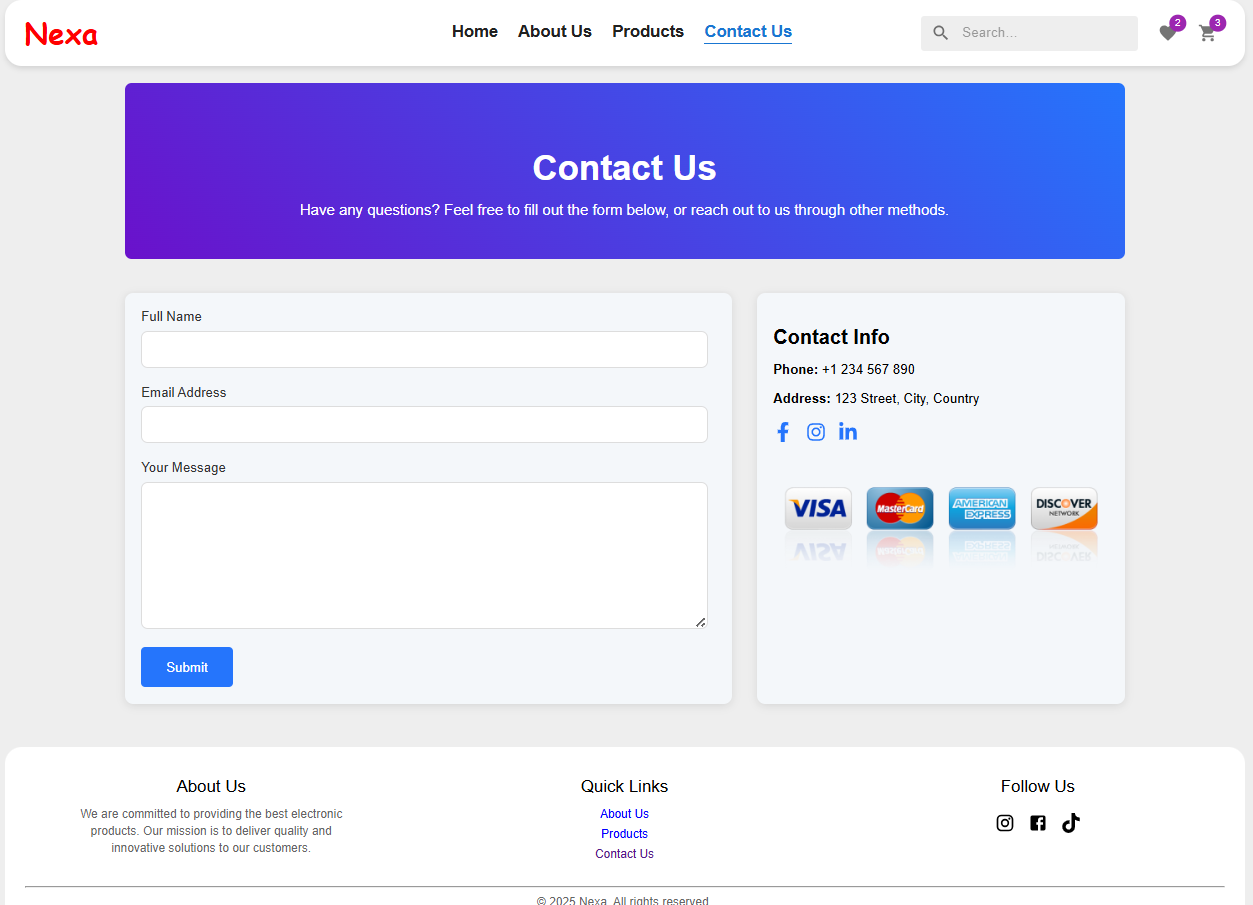 Nexa
Home About Us Products Contact Us
Search...
2
3
Contact Us
Have any questions? Feel free to fill out the form below, or reach out to us through other methods.
Full Name
Email Address
Your Message
Submit
Contact Info
Phone: +1 234 567 890
Address: 123 Street, City, Country
VISA
MasterCard
AMERICAN
EXPRESS
DISCOVER
NETWORK
About Us
We are committed to providing the best electronic
products. Our mission is to deliver quality and
innovative solutions to our customers.
Quick Links
About Us
Products
Contact Us
Follow Us
© 2025 Nexa. All rights reserved